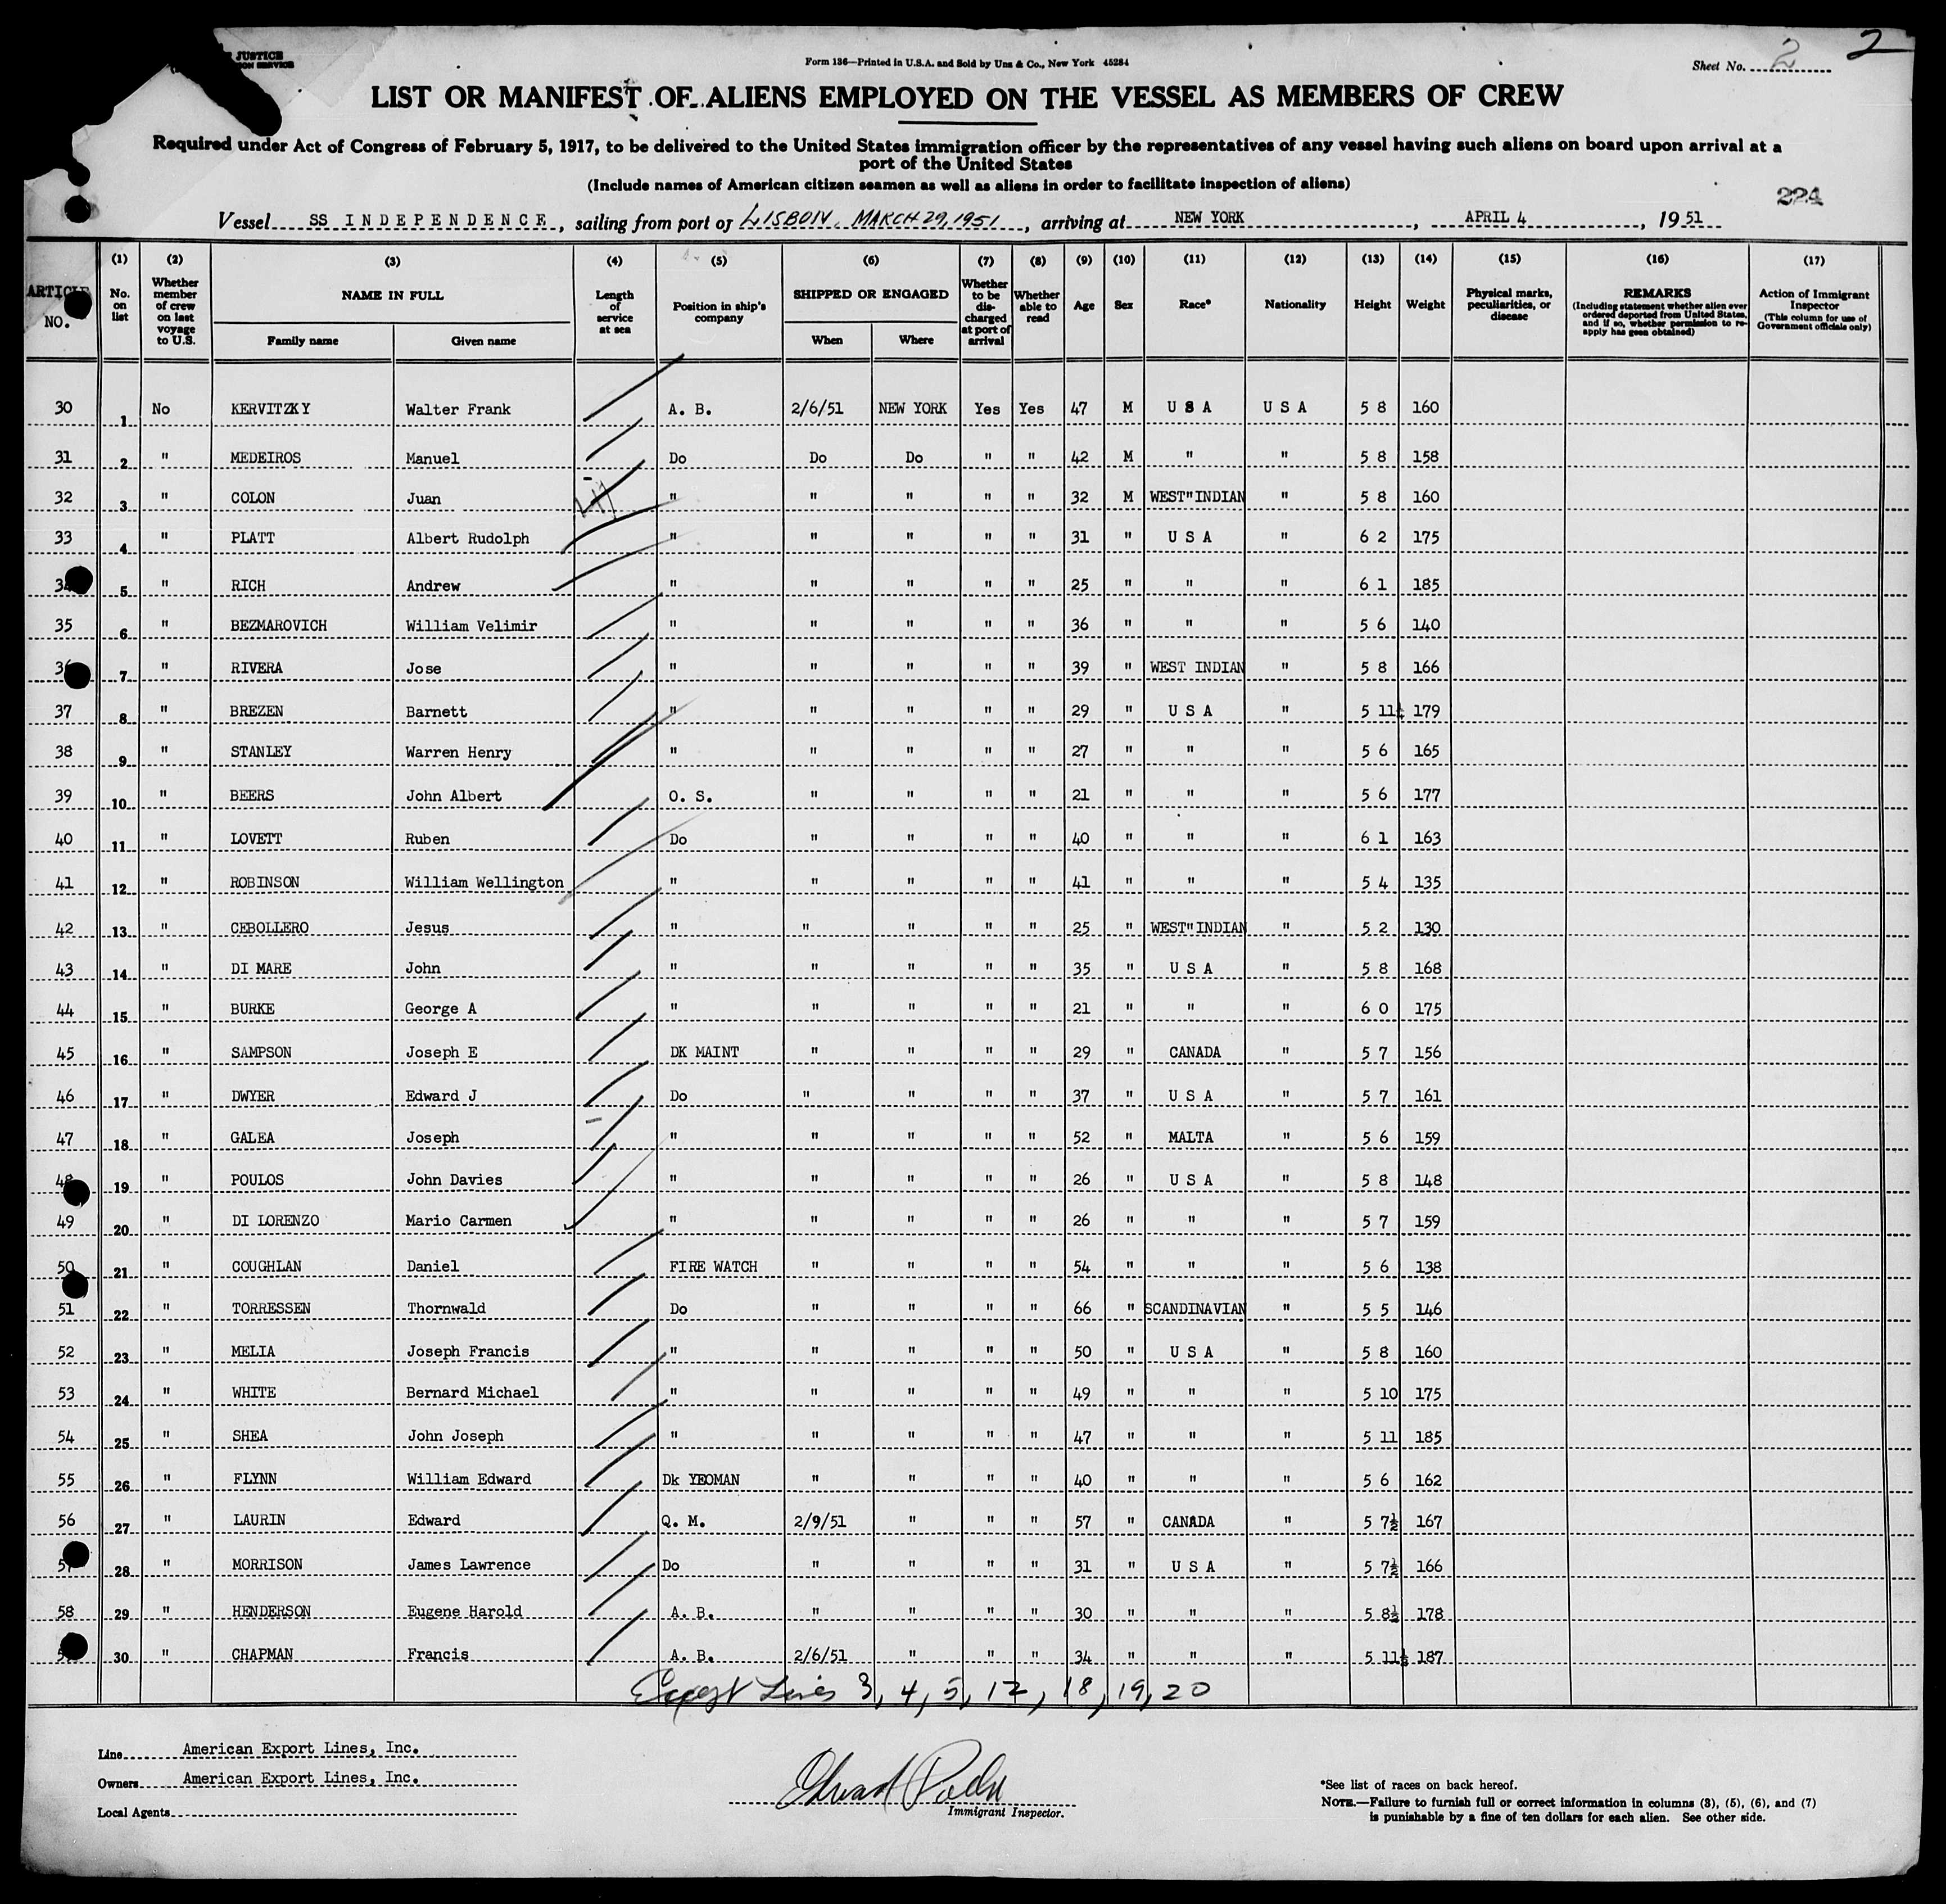 JUSTICE
ION SERVICE
Form 136—Printed in U.S.A. and Sold by Unz & Co., New York 45284
Sheet No. 2 2
LIST OR MANIFEST OF ALIENS EMPLOYED ON THE VESSEL AS MEMBERS OF CREW
Required under Act of Congress of February 5, 1917, to be delivered to the United States immigration officer by the representatives of any vessel having such aliens on board upon arrival at a
port of the United States
(Include names of American citizen seamen as well as aliens in order to facilitate inspection of aliens)
224
Vessel SS INDEPENDENCE, sailing from port of LISBON, MARCH 29, 1951, arriving at NEW YORK, APRIL 4, 1951
ARTICLE NO. (1) No. on list (2) Whether member of crew on last voyage to U.S. (3) NAME IN FULL Family name Given name (4) Length of service at sea (5) Position in ship's company (6) SHIPPED OR ENGAGED When Where (7) Whether to be discharged at port of arrival (8) Whether able to read (9) Age (10) Sex (11) Race* (12) Nationality (13) Height (14) Weight (15) Physical marks, peculiarities, or disease (16) REMARKS (Including statement whether alien ever ordered deported from United States, and if so, whether permission to re-apply has been obtained) (17) Action of Immigrant Inspector (This column for use of Government officials only)
30 1 No KERVITZKY Walter Frank A. B. 2/6/51 NEW YORK Yes Yes 47 M U S A U S A 5 8 160
31 2 " MEDEIROS Manuel Do Do Do " " 42 M " " 5 8 158
32 3 " COLON Juan " " " " " 32 M WEST"INDIAN " 5 8 160
33 4 " PLATT Albert Rudolph " " " " " 31 " U S A " 6 2 175
34 5 " RICH Andrew " " " " " 25 " " " 6 1 185
35 6 " BEZMAROVICH William Velimir " " " " " 36 " " " 5 6 140
36 7 " RIVERA Jose " " " " " 39 " WEST INDIAN " 5 8 166
37 8 " BREZEN Barnett " " " " " 29 " U S A " 5 11½ 179
38 9 " STANLEY Warren Henry " " " " " 27 " " " 5 6 165
39 10 " BEERS John Albert O. S. " " " " 21 " " " 5 6 177
40 11 " LOVETT Ruben Do " " " " 40 " " " 6 1 163
41 12 " ROBINSON William Wellington " " " " " 41 " " " 5 4 135
42 13 " CEBOLLERO Jesus " " " " " 25 " WEST"INDIAN " 5 2 130
43 14 " DI MARE John " " " " " 35 " U S A " 5 8 168
44 15 " BURKE George A " " " " " 21 " " " 6 0 175
45 16 " SAMPSON Joseph E DK MAINT " " " " 29 " CANADA " 5 7 156
46 17 " DWYER Edward J Do " " " " 37 " U S A " 5 7 161
47 18 " GALEA Joseph " " " " " 52 " MALTA " 5 6 159
48 19 " POULOS John Davies " " " " " 26 " U S A " 5 8 148
49 20 " DI LORENZO Mario Carmen " " " " " 26 " " " 5 7 159
50 21 " COUGHLAN Daniel FIRE WATCH " " " " 54 " " " 5 6 138
51 22 " TORRESSEN Thornwald Do " " " " 66 " SCANDINAVIAN " 5 5 146
52 23 " MELIA Joseph Francis " " " " " 50 " U S A " 5 8 160
53 24 " WHITE Bernard Michael " " " " " 49 " " " 5 10 175
54 25 " SHEA John Joseph " " " " " 47 " " " 5 11 185
55 26 " FLYNN William Edward Dk YEOMAN " " " " 40 " " " 5 6 162
56 27 " LAURIN Edward Q. M. 2/9/51 " " " 57 " CANADA " 5 7½ 167
57 28 " MORRISON James Lawrence Do " " " " 31 " U S A " 5 7½ 166
58 29 " HENDERSON Eugene Harold A. B. " " " " 30 " " " 5 8½ 178
30 " CHAPMAN Francis A. B. 2/6/51 " " " 34 " " " 5 11½ 187
Except Lines 3, 4, 5, 12, 18, 19, 20
Line American Export Lines, Inc.
Owners American Export Lines, Inc.
Local Agents
Immigrant Inspector.
*See list of races on back hereof.
NOTE.—Failure to furnish full or correct information in columns (3), (5), (6), and (7)
is punishable by a fine of ten dollars for each alien. See other side.